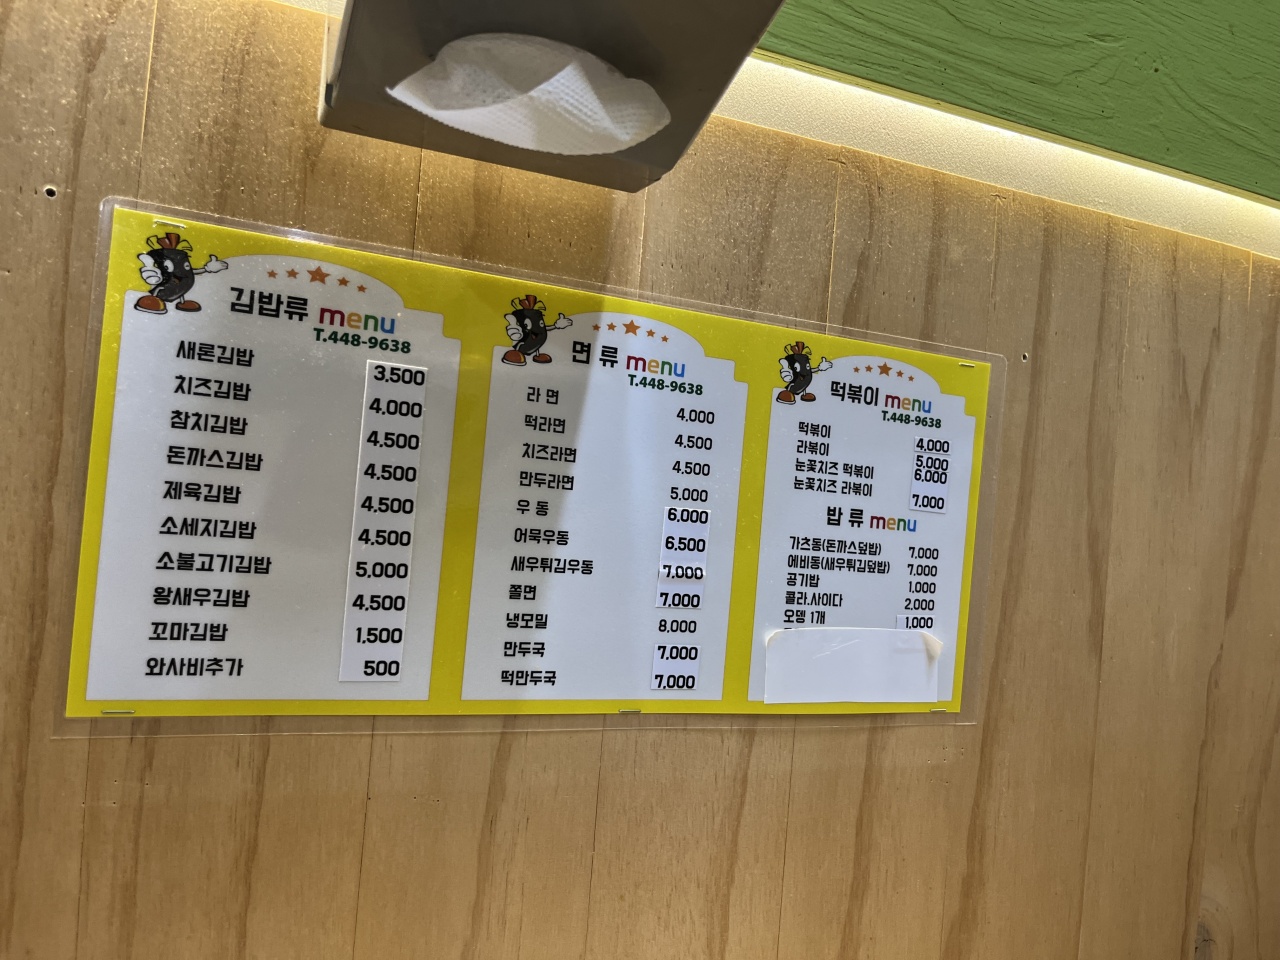 김밥류 menu
T.448-9638
새론김밥 3.500
치즈김밥 4.000
참치김밥 4.500
돈까스김밥 4.500
제육김밥 4.500
소세지김밥 4.500
소불고기김밥 5.000
왕새우김밥 4.500
꼬마김밥 1.500
와사비추가 500
면 류 menu
T.448-9638
라 면 4.000
떡라면 4.500
치즈라면 4.500
만두라면 5.000
우 동 6.000
어묵우동 6.500
새우튀김우동 7.000
쫄면 7.000
냉모밀 8.000
만두국 7,000
떡만두국 7,000
떡볶이 menu
T.448-9638
떡볶이 4,000
라볶이 5,000
눈꽃치즈 떡볶이 6,000
눈꽃치즈 라볶이 7,000
밥 류 menu
가츠동(돈까스덮밥) 7,000
에비동(새우튀김덮밥) 7,000
공기밥 1,000
콜라.사이다 2,000
오뎅 1개 1,000